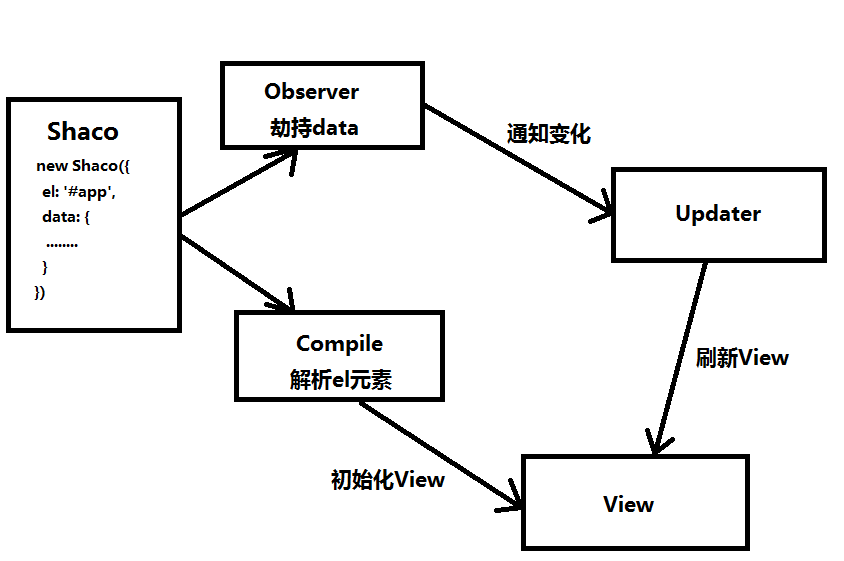 Shaco
new Shaco({
el: '#app',
data: {
........
}
})
Observer
劫持data
通知变化
Updater
Compile
解析el元素
刷新View
初始化View
View